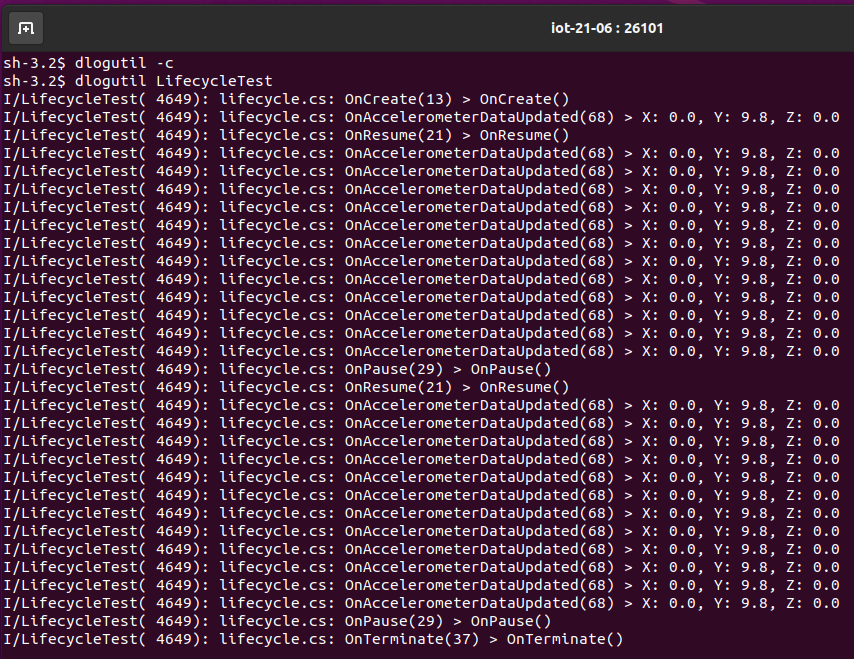 iot-21-06 : 26101
sh-3.2$ dlogutil -c
sh-3.2$ dlogutil LifecycleTest
I/LifecycleTest( 4649): lifecycle.cs: OnCreate(13) > OnCreate()
I/LifecycleTest( 4649): lifecycle.cs: OnAccelerometerDataUpdated(68) > X: 0.0, Y: 9.8, Z: 0.0
I/LifecycleTest( 4649): lifecycle.cs: OnResume(21) > OnResume()
I/LifecycleTest( 4649): lifecycle.cs: OnAccelerometerDataUpdated(68) > X: 0.0, Y: 9.8, Z: 0.0
I/LifecycleTest( 4649): lifecycle.cs: OnAccelerometerDataUpdated(68) > X: 0.0, Y: 9.8, Z: 0.0
I/LifecycleTest( 4649): lifecycle.cs: OnAccelerometerDataUpdated(68) > X: 0.0, Y: 9.8, Z: 0.0
I/LifecycleTest( 4649): lifecycle.cs: OnAccelerometerDataUpdated(68) > X: 0.0, Y: 9.8, Z: 0.0
I/LifecycleTest( 4649): lifecycle.cs: OnAccelerometerDataUpdated(68) > X: 0.0, Y: 9.8, Z: 0.0
I/LifecycleTest( 4649): lifecycle.cs: OnAccelerometerDataUpdated(68) > X: 0.0, Y: 9.8, Z: 0.0
I/LifecycleTest( 4649): lifecycle.cs: OnAccelerometerDataUpdated(68) > X: 0.0, Y: 9.8, Z: 0.0
I/LifecycleTest( 4649): lifecycle.cs: OnAccelerometerDataUpdated(68) > X: 0.0, Y: 9.8, Z: 0.0
I/LifecycleTest( 4649): lifecycle.cs: OnAccelerometerDataUpdated(68) > X: 0.0, Y: 9.8, Z: 0.0
I/LifecycleTest( 4649): lifecycle.cs: OnAccelerometerDataUpdated(68) > X: 0.0, Y: 9.8, Z: 0.0
I/LifecycleTest( 4649): lifecycle.cs: OnAccelerometerDataUpdated(68) > X: 0.0, Y: 9.8, Z: 0.0
I/LifecycleTest( 4649): lifecycle.cs: OnAccelerometerDataUpdated(68) > X: 0.0, Y: 9.8, Z: 0.0
I/LifecycleTest( 4649): lifecycle.cs: OnPause(29) > OnPause()
I/LifecycleTest( 4649): lifecycle.cs: OnResume(21) > OnResume()
I/LifecycleTest( 4649): lifecycle.cs: OnAccelerometerDataUpdated(68) > X: 0.0, Y: 9.8, Z: 0.0
I/LifecycleTest( 4649): lifecycle.cs: OnAccelerometerDataUpdated(68) > X: 0.0, Y: 9.8, Z: 0.0
I/LifecycleTest( 4649): lifecycle.cs: OnAccelerometerDataUpdated(68) > X: 0.0, Y: 9.8, Z: 0.0
I/LifecycleTest( 4649): lifecycle.cs: OnAccelerometerDataUpdated(68) > X: 0.0, Y: 9.8, Z: 0.0
I/LifecycleTest( 4649): lifecycle.cs: OnAccelerometerDataUpdated(68) > X: 0.0, Y: 9.8, Z: 0.0
I/LifecycleTest( 4649): lifecycle.cs: OnAccelerometerDataUpdated(68) > X: 0.0, Y: 9.8, Z: 0.0
I/LifecycleTest( 4649): lifecycle.cs: OnAccelerometerDataUpdated(68) > X: 0.0, Y: 9.8, Z: 0.0
I/LifecycleTest( 4649): lifecycle.cs: OnAccelerometerDataUpdated(68) > X: 0.0, Y: 9.8, Z: 0.0
I/LifecycleTest( 4649): lifecycle.cs: OnAccelerometerDataUpdated(68) > X: 0.0, Y: 9.8, Z: 0.0
I/LifecycleTest( 4649): lifecycle.cs: OnAccelerometerDataUpdated(68) > X: 0.0, Y: 9.8, Z: 0.0
I/LifecycleTest( 4649): lifecycle.cs: OnAccelerometerDataUpdated(68) > X: 0.0, Y: 9.8, Z: 0.0
I/LifecycleTest( 4649): lifecycle.cs: OnAccelerometerDataUpdated(68) > X: 0.0, Y: 9.8, Z: 0.0
I/LifecycleTest( 4649): lifecycle.cs: OnPause(29) > OnPause()
I/LifecycleTest( 4649): lifecycle.cs: OnTerminate(37) > OnTerminate()